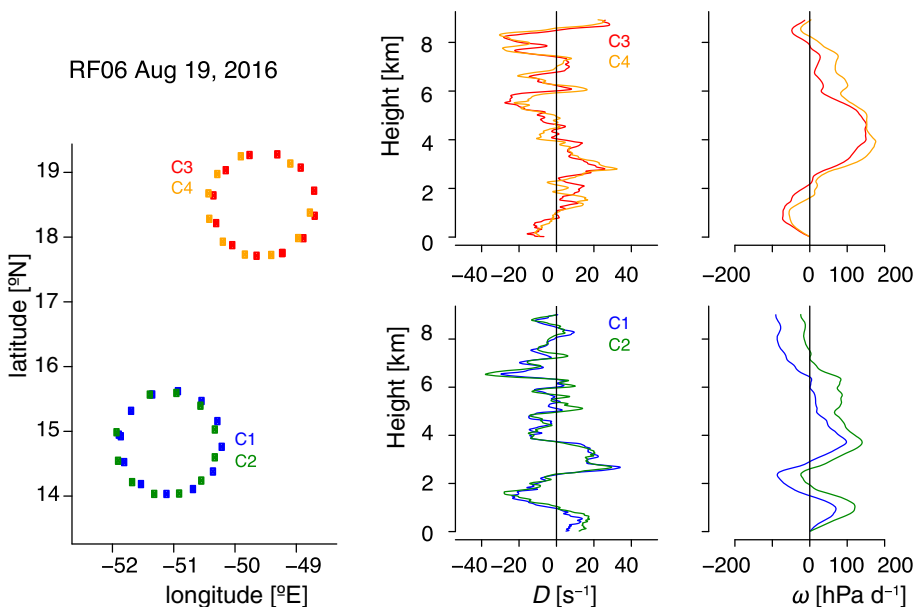 RF06 Aug 19, 2016
C3
C4
C1
C2
latitude [ºN]
19
18
17
16
15
14
−52
−51
−50
−49
longitude [ºE]
Height [km]
8
6
4
2
0
C3
C4
−40
−20
0
20
40
−200
0
100
200
Height [km]
8
6
4
2
0
C1
C2
−40
−20
0
20
40
D [s⁻¹]
−200
0
100
200
ω [hPa d⁻¹]